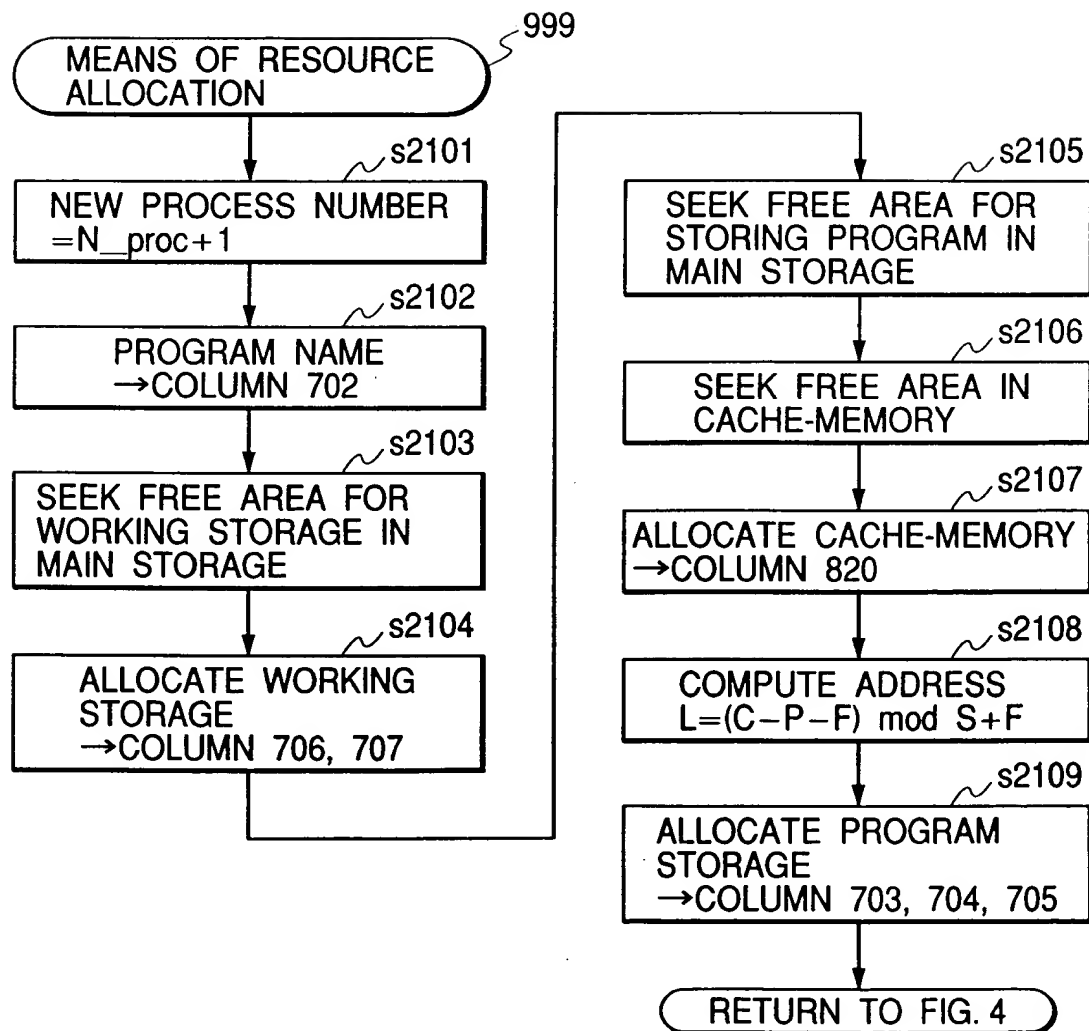 999
MEANS OF RESOURCE
ALLOCATION
s2101
NEW PROCESS NUMBER
=N_proc+1
s2102
PROGRAM NAME
→COLUMN 702
s2103
SEEK FREE AREA FOR
WORKING STORAGE IN
MAIN STORAGE
s2104
ALLOCATE WORKING
STORAGE
→COLUMN 706, 707
s2105
SEEK FREE AREA FOR
STORING PROGRAM IN
MAIN STORAGE
s2106
SEEK FREE AREA IN
CACHE-MEMORY
s2107
ALLOCATE CACHE-MEMORY
→COLUMN 820
s2108
COMPUTE ADDRESS
L=(C−P−F) mod S+F
s2109
ALLOCATE PROGRAM
STORAGE
→COLUMN 703, 704, 705
RETURN TO FIG. 4